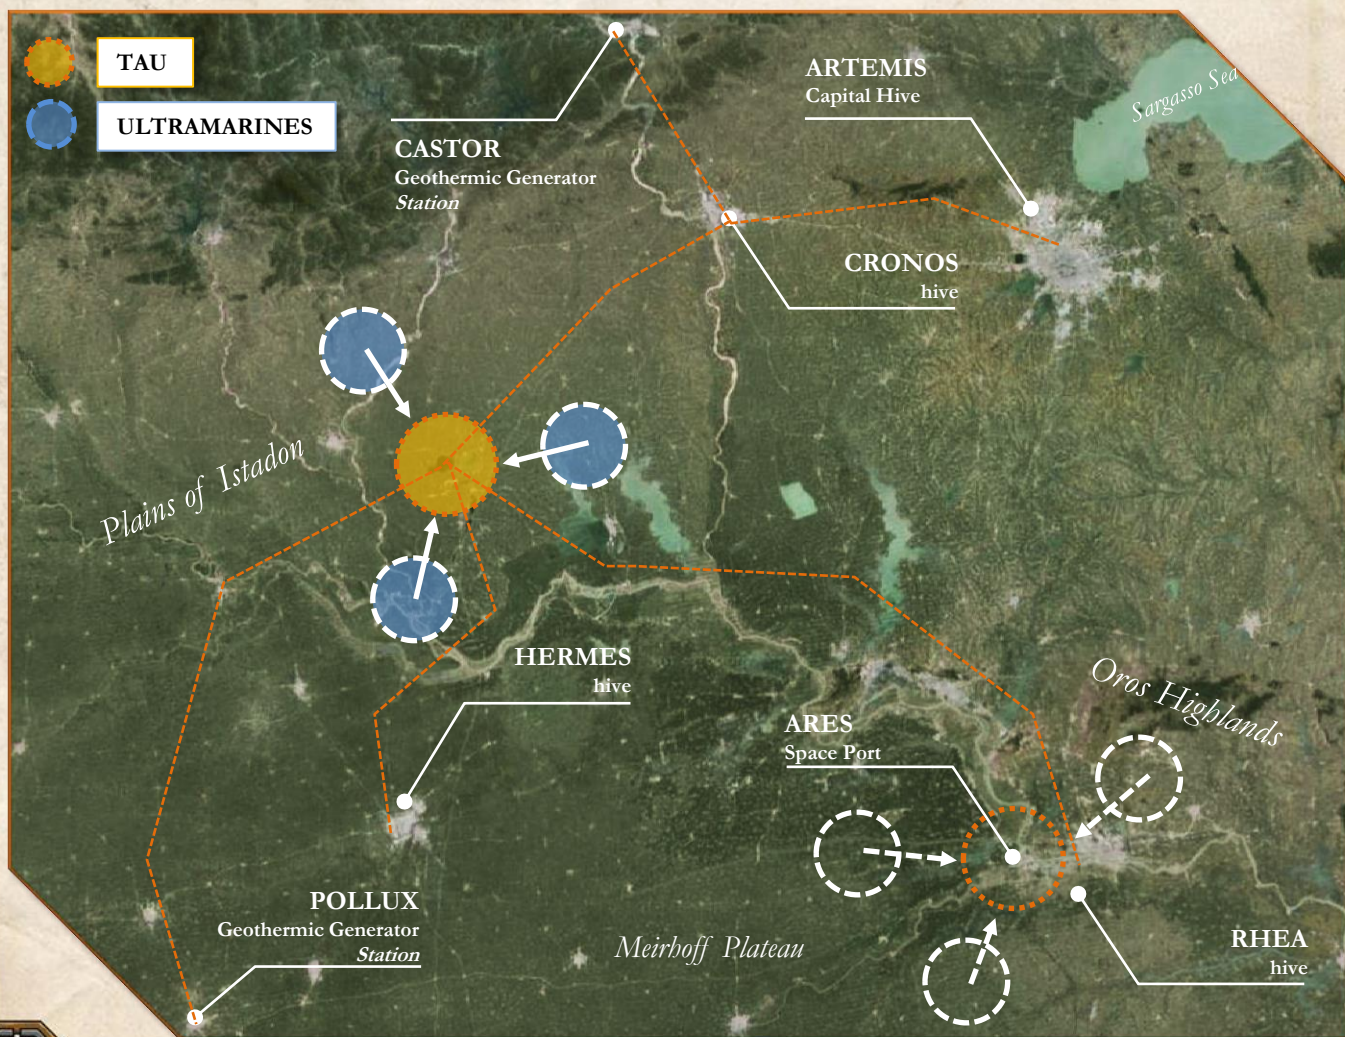 TAU
ULTRAMARINES
CASTOR
Geothermic Generator
Station
ARTEMIS
Capital Hive
Sargasso Sea
CRONOS
hive
Plains of Istadon
HERMES
hive
Oros Highlands
ARES
Space Port
POLLUX
Geothermic Generator
Station
Meirhoff Plateau
RHEA
hive